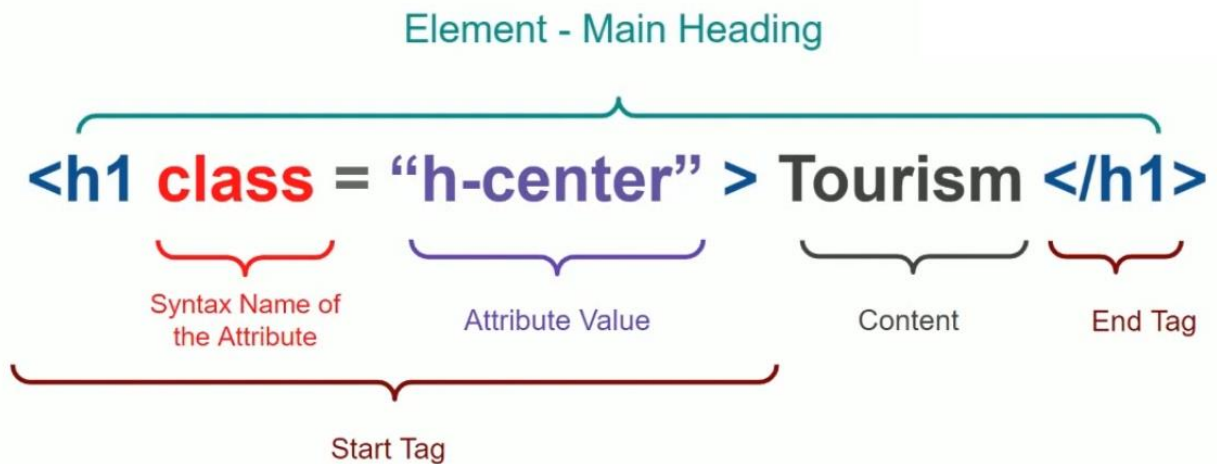 Element - Main Heading
<h1 class = “h-center” > Tourism </h1>
Syntax Name of
the Attribute
Attribute Value
Content
End Tag
Start Tag